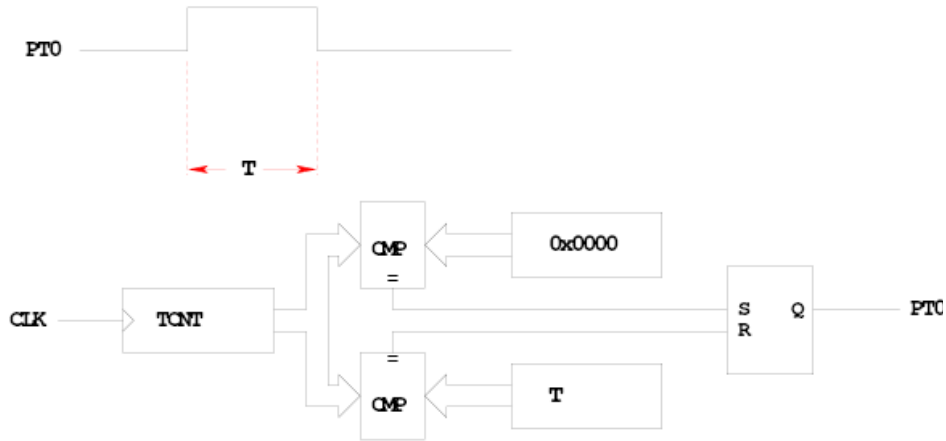 PT0
T
CMP
=
0x0000
CLK
TCNT
S
Q
R
PT0
=
CMP
T